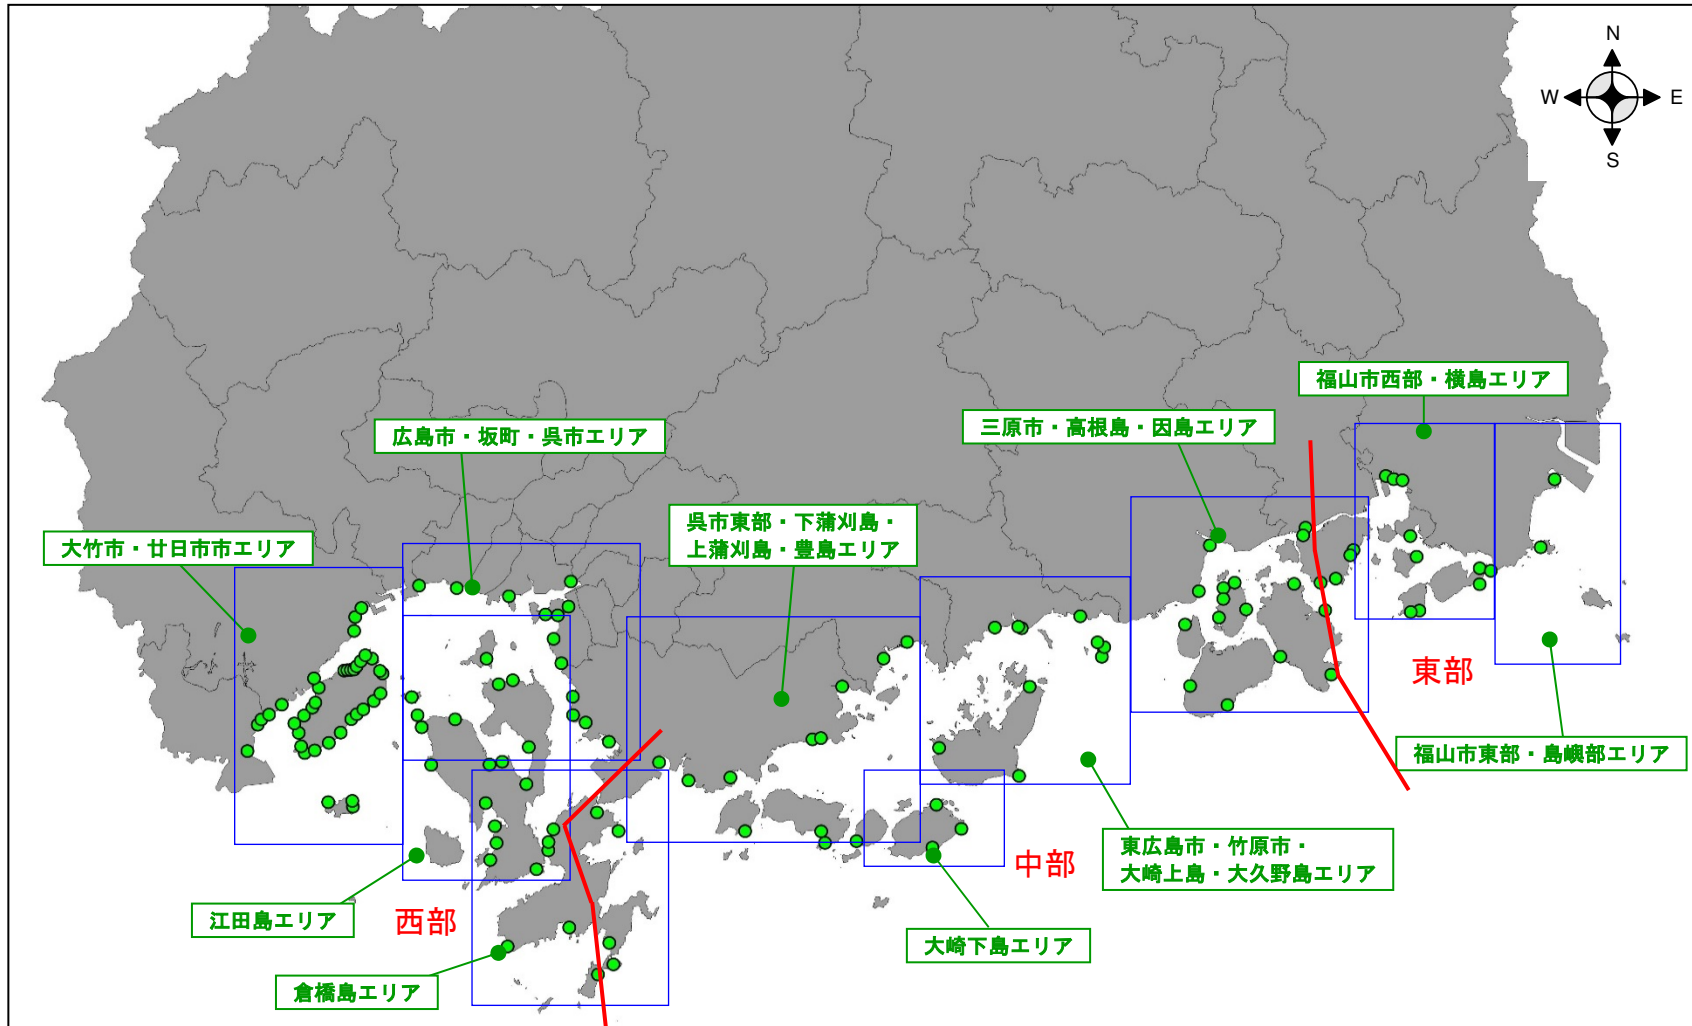 N
W E
S
福山市西部・横島エリア
三原市・高根島・因島エリア
広島市・坂町・呉市エリア
呉市東部・下蒲刈島・
上蒲刈島・豊島エリア
大竹市・廿日市市エリア
東部
福山市東部・島嶼部エリア
東広島市・竹原市・
大崎上島・大久野島エリア
中部
江田島エリア
西部
大崎下島エリア
倉橋島エリア